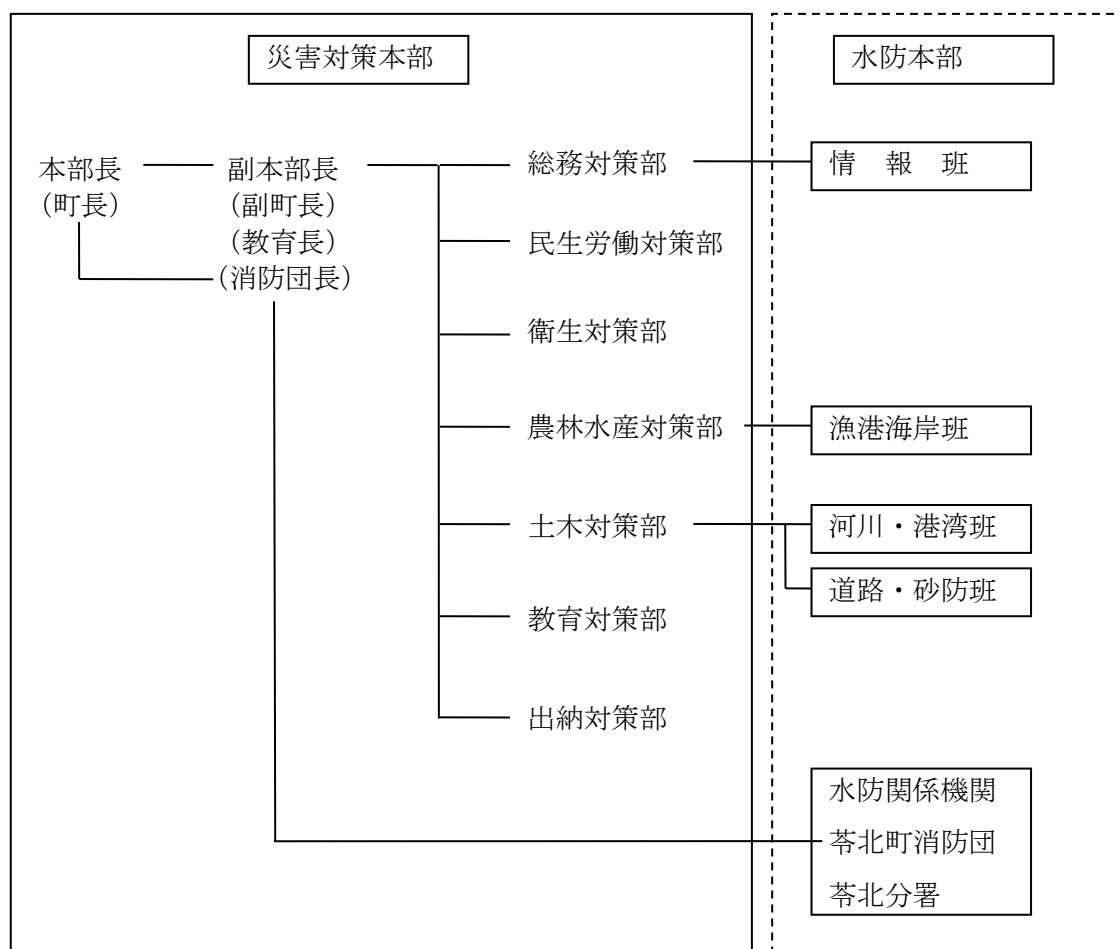 災害対策本部
水防本部
本部長
(町長)
副本部長
(副町長)
(教育長)
(消防団長)
総務対策部
民生労働対策部
衛生対策部
農林水産対策部
土木対策部
教育対策部
出納対策部
情　報　班
漁港海岸班
河川・港湾班
道路・砂防班
水防関係機関
苓北町消防団
苓北分署